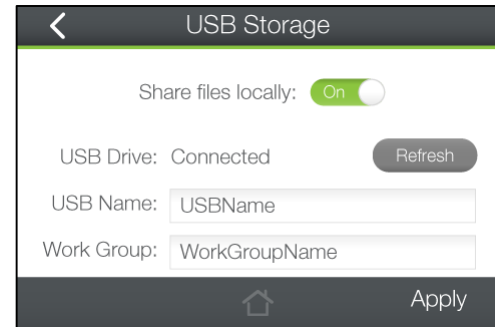 USB Storage
Share files locally: On
USB Drive: Connected Refresh
USB Name: USBName
Work Group: WorkGroupName
Apply